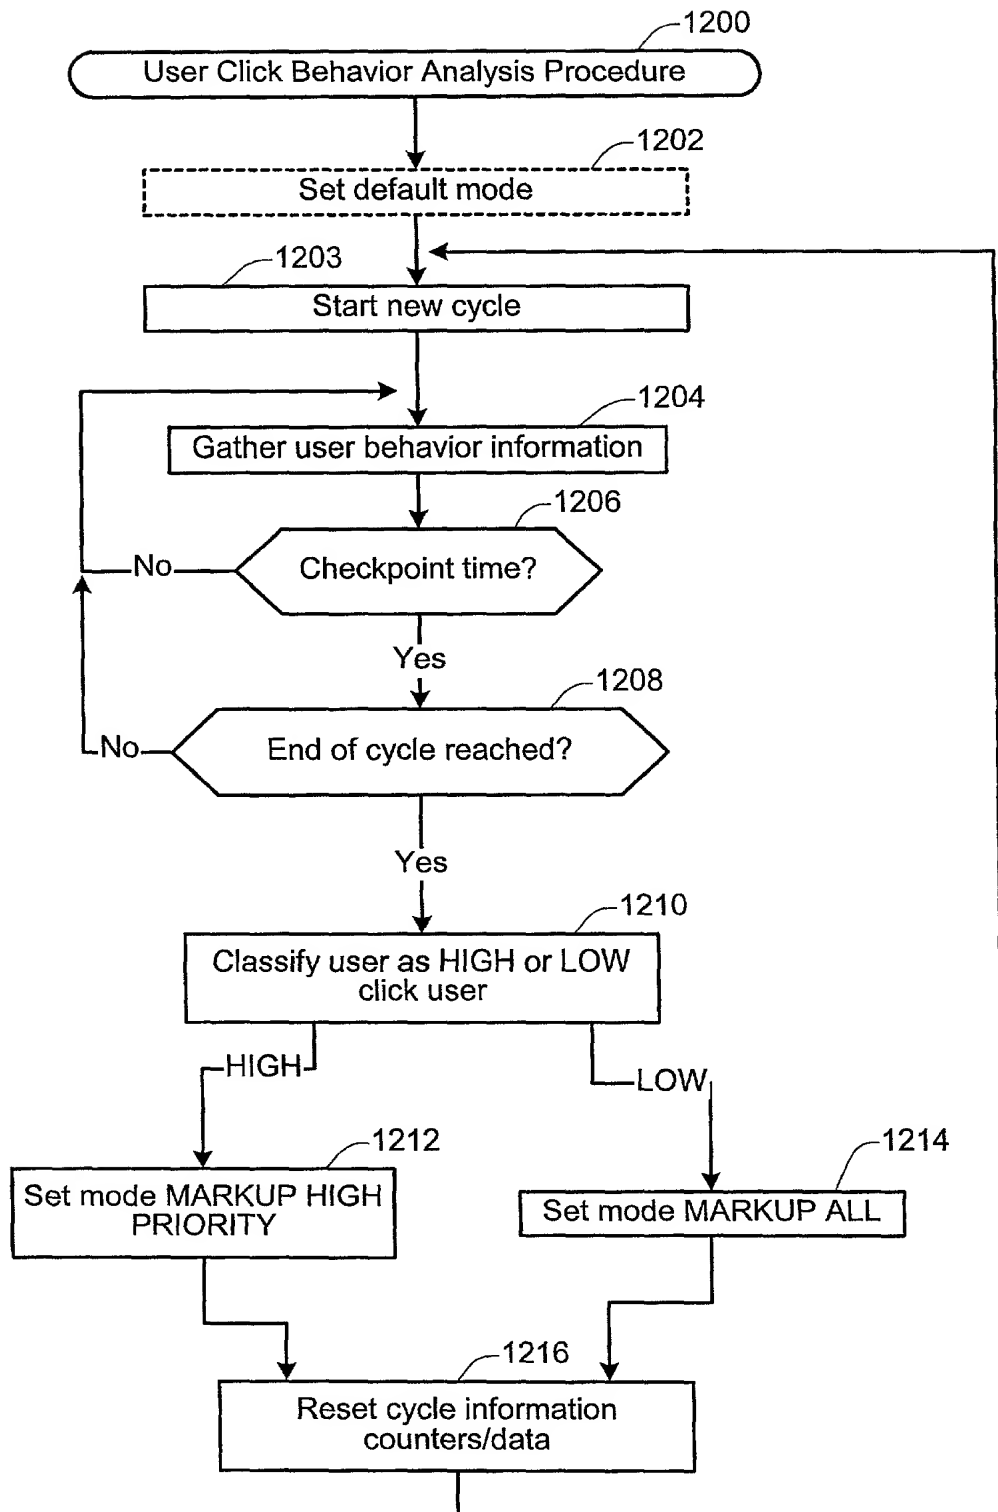 1200
User Click Behavior Analysis Procedure
1202
Set default mode
1203
Start new cycle
1204
Gather user behavior information
1206
Checkpoint time?
No
Yes
1208
End of cycle reached?
No
Yes
1210
Classify user as HIGH or LOW
click user
HIGH
LOW
1212
Set mode MARKUP HIGH
PRIORITY
1214
Set mode MARKUP ALL
1216
Reset cycle information
counters/data